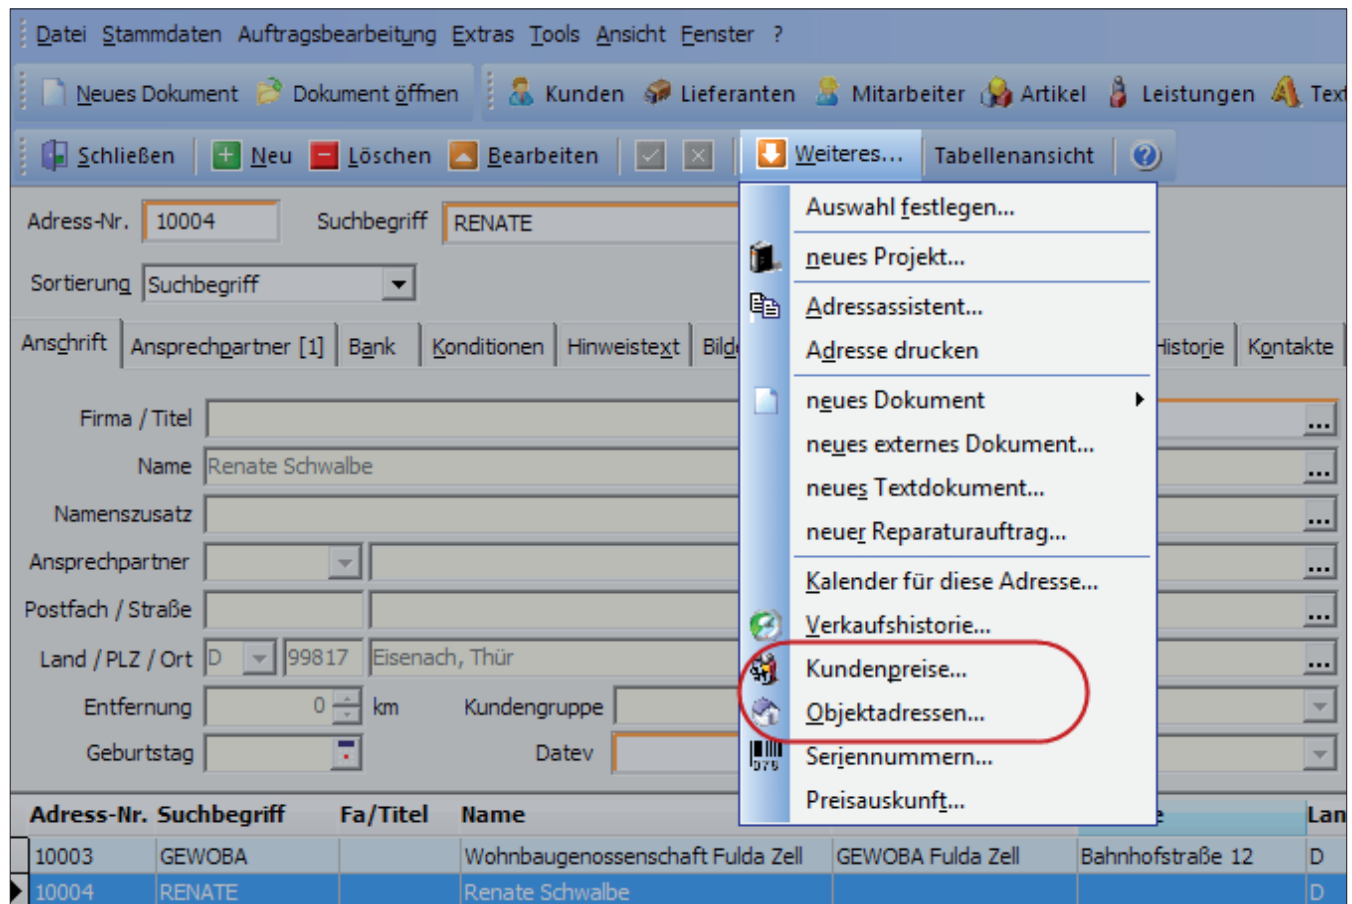 Datei Stammdaten Auftragsbearbeitung Extras Tools Ansicht Fenster ?
Neues Dokument Dokument öffnen Kunden Lieferanten Mitarbeiter Artikel Leistungen Text
Schließen Neu Löschen Bearbeiten Weiteres... Tabellenansicht ?
Adress-Nr. 10004 Suchbegriff RENATE
Sortierung Suchbegriff
Anschrift Ansprechpartner [1] Bank Konditionen Hinweistext Bild Historie Kontakte
Firma / Titel ...
Name Renate Schwalbe ...
Namenszusatz ...
Ansprechpartner ...
Postfach / Straße ...
Land / PLZ / Ort D 99817 Eisenach, Thür ...
Entfernung 0 km Kundengruppe
Geburtstag Datev
Auswahl festlegen...
neues Projekt...
Adressassistent...
Adresse drucken
neues Dokument
neues externes Dokument...
neues Textdokument...
neuer Reparaturauftrag...
Kalender für diese Adresse...
Verkaufshistorie...
Kundenpreise...
Objektadressen...
Seriennummern...
Preisauskunft...
Adress-Nr. Suchbegriff Fa/Titel Name Lan
10003 GEWOBA Wohnbaugenossenschaft Fulda Zell GEWOBA Fulda Zell Bahnhofstraße 12 D
10004 RENATE Renate Schwalbe D